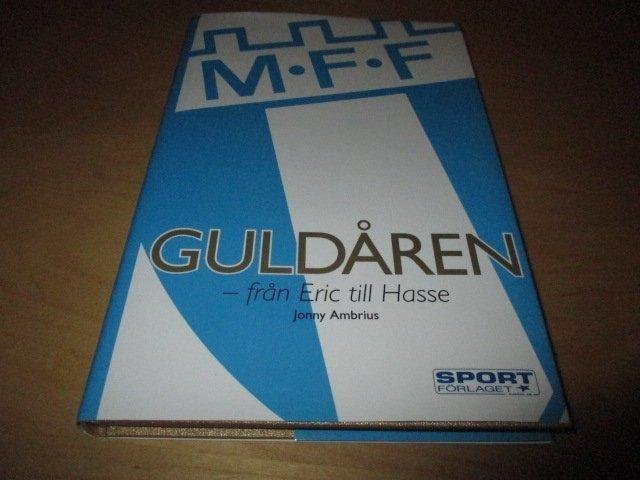 M·F·F
GULDÅREN
– från Eric till Hasse
Jonny Ambrius
SPORT
FÖRLAGET